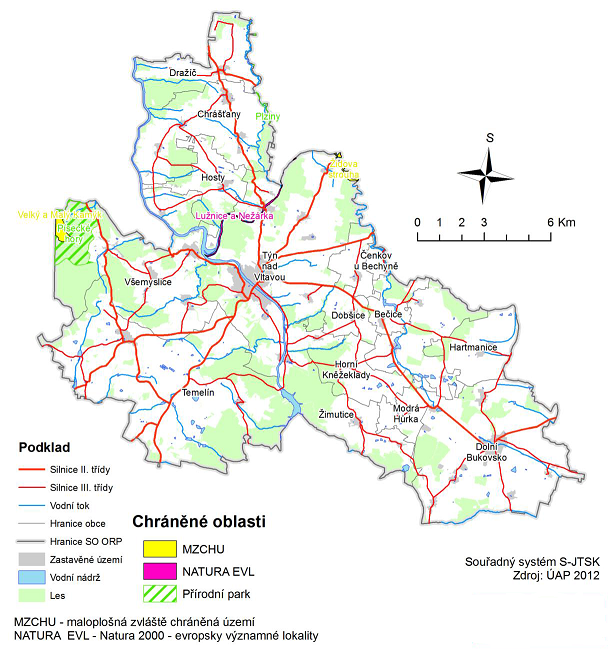 Dražíč
Chrášťany
Plziny
Židova
strouha
Hosty
Lužnice a Nežárka
Velký a Malý Kamýk
Písecké
hory
S
0 1 2 3 6 Km
Týn
nad
Vltavou
Čenkov
u Bechyně
Všemyslice
Dobšice
Bečice
Hartmanice
Horní
Kněžeklady
Temelín
Žimutice
Modrá
Hůrka
Dolní
Bukovsko
Podklad
Silnice II. třídy
Silnice III. třídy
Vodní tok
Hranice obce
Hranice SO ORP
Zastavěné území
Vodní nádrž
Les
Chráněné oblasti
MZCHU
NATURA EVL
Přírodní park
Souřadný systém S-JTSK
Zdroj: ÚAP 2012
MZCHU - maloplošná zvláště chráněná území
NATURA EVL - Natura 2000 - evropsky významné lokality